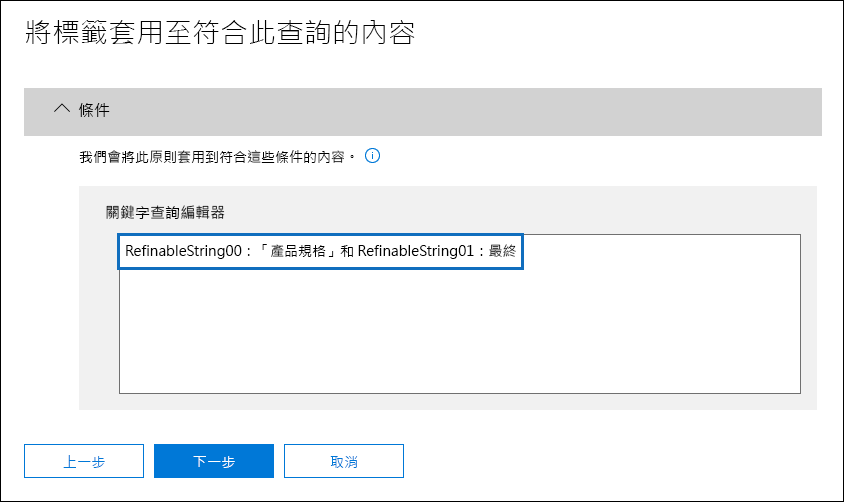 將標籤套用至符合此查詢的內容
條件
我們會將此原則套用到符合這些條件的內容。
關鍵字查詢編輯器
RefinableString00：「產品規格」和 RefinableString01：最終
上一步
下一步
取消